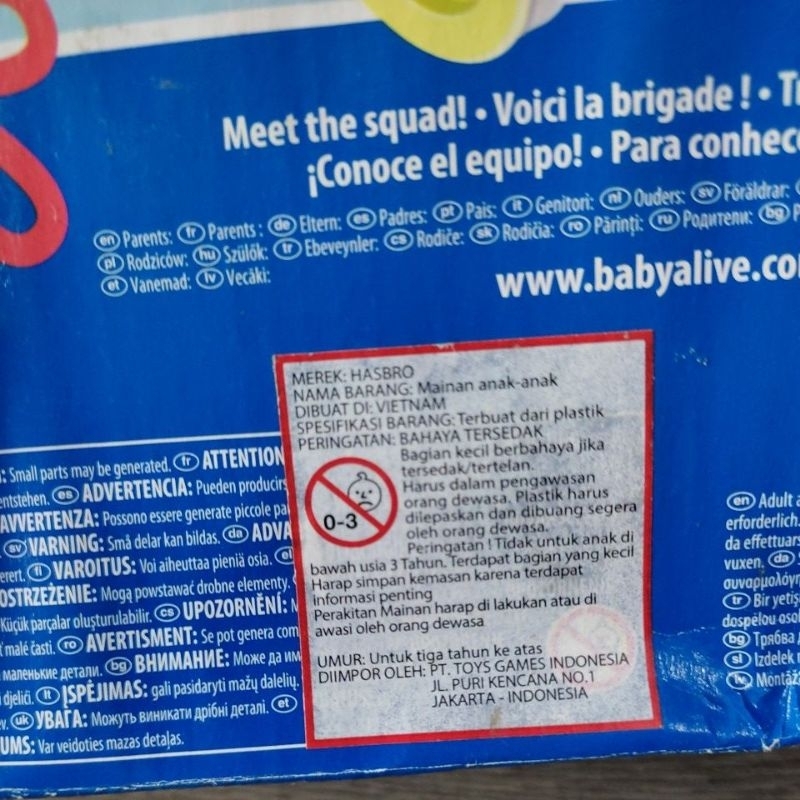 Meet the squad! • Voici la brigade ! •
¡Conoce el equipo! • Para
en Parents: fr Parents : de Eltern: es Padres: pt Pais: it Genitori: nl Ouders: sv Föräldrar:
pl Rodziców: hu Szülők: tr Ebeveynler: cs Rodiče: sk Rodičia: ro Părinți: ru Родители: bg
et Vanemad: lv Vecāki:
www.babyalive.co
MEREK: HASBRO
NAMA BARANG: Mainan anak-anak
DIBUAT DI: VIETNAM
SPESIFIKASI BARANG: Terbuat dari plastik
PERINGATAN: BAHAYA TERSEDAK
Bagian kecil berbahaya jika
tersedak/tertelan.
Harus dalam pengawasan
orang dewasa. Plastik harus
dilepaskan dan dibuang segera
oleh orang dewasa.
Peringatan ! Tidak untuk anak di
bawah usia 3 Tahun. Terdapat bagian yang kecil
Harap simpan kemasan karena terdapat
informasi penting
Perakitan Mainan harap di lakukan atau di
awasi oleh orang dewasa
0-3
UMUR: Untuk tiga tahun ke atas
DIIMPOR OLEH: PT. TOYS GAMES INDONESIA
JL. PURI KENCANA NO.1
JAKARTA - INDONESIA
: Small parts may be generated. fr ATTENTION
entstehen. es ADVERTENCIA: Pueden
AVVERTENZA: Possono essere generate piccole
sv VARNING: Små delar kan bildas. da
fi VAROITUS: Voi aiheuttaa pieniä osia. el
OSTRZEŻENIE: Mogą powstawać drobne elementy.
Küçük parçalar oluşturulabilir. cs UPOZORNĚNÍ:
malé časti. ro AVERTISMENT: Se pot genera
маленькие детали. bg ВНИМАНИЕ: Може да
djelići. lt ĮSPĖJIMAS: gali pasidaryti mažų dalelių.
uk УВАГА: Можуть виникати дрібні деталі. et
UMS: Var veidoties mazas detaļas.
en Adult
erforderlich.
da effettuars
vuxen. da
συναρμολόγη
tr Bir yetiş
dospelou oso
bg Трябва
sl Izdelek
lv Montāž